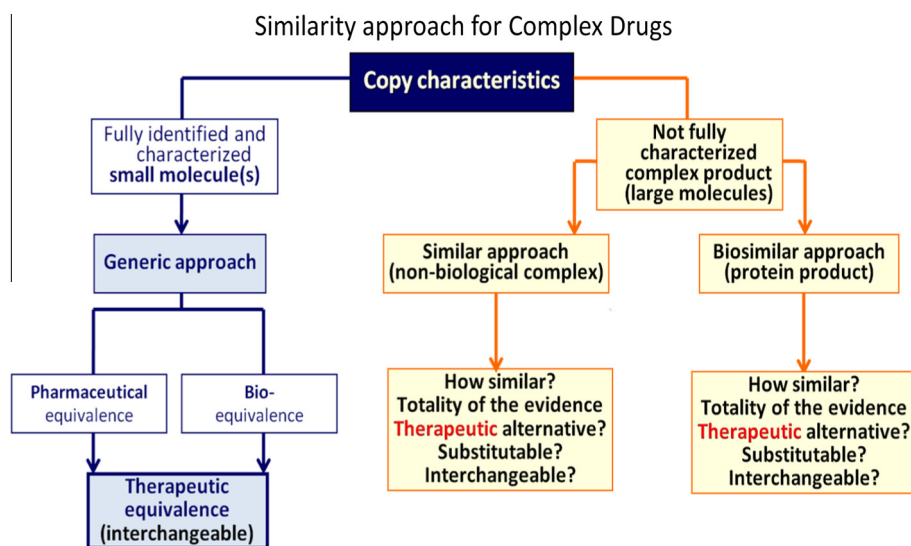 Similarity approach for Complex Drugs
Copy characteristics
Fully identified and
characterized
small molecule(s)
Not fully
characterized
complex product
(large molecules)
Generic approach
Similar approach
(non-biological complex)
Biosimilar approach
(protein product)
Pharmaceutical
equivalence
Bio-
equivalence
Therapeutic
equivalence
(interchangeable)
How similar?
Totality of the evidence
Therapeutic alternative?
Substitutable?
Interchangeable?
How similar?
Totality of the evidence
Therapeutic alternative?
Substitutable?
Interchangeable?